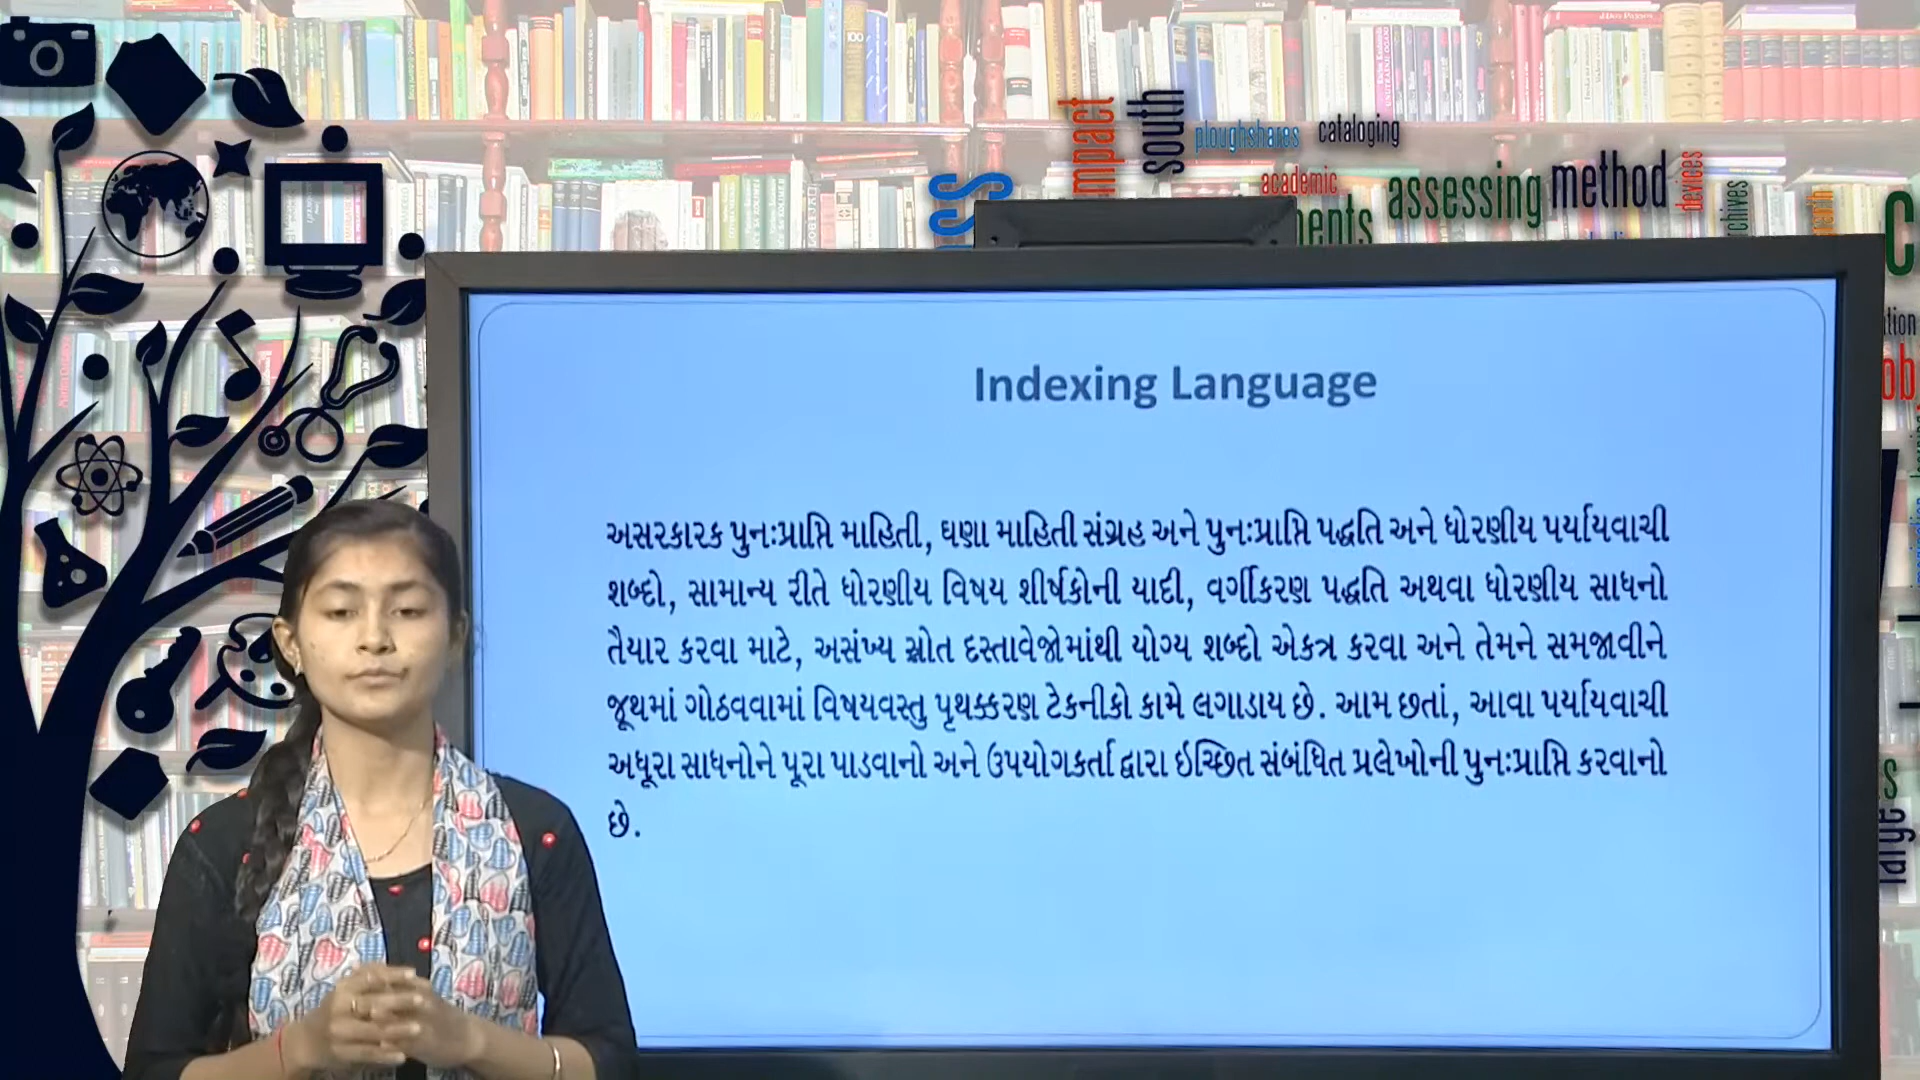 impact
south
ploughshares
cataloging
academic
assessing
method
devices
Indexing Language
અસરકારક પુનઃપ્રાપ્તિ માહિતી, ઘણા માહિતી સંગ્રહ અને પુનઃપ્રાપ્તિ પદ્ધતિ અને ધોરણીય પર્યાયવાચી
શબ્દો, સામાન્ય રીતે ધોરણીય વિષય શીર્ષકોની યાદી, વર્ગીકરણ પદ્ધતિ અથવા ધોરણીય સાધનો
તૈયાર કરવા માટે, અસંખ્ય સ્રોત દસ્તાવેજોમાંથી યોગ્ય શબ્દો એકત્ર કરવા અને તેમને સમજાવીને
જૂથમાં ગોઠવવામાં વિષયવસ્તુ પૃથક્કરણ ટેકનીકો કામે લગાડાય છે. આમ છતાં, આવા પર્યાયવાચી
અધૂરા સાધનોને પૂરા પાડવાનો અને ઉપયોગકર્તા દ્વારા ઇચ્છિત સંબંધિત પ્રલેખોની પુનઃપ્રાપ્તિ કરવાનો
છે.